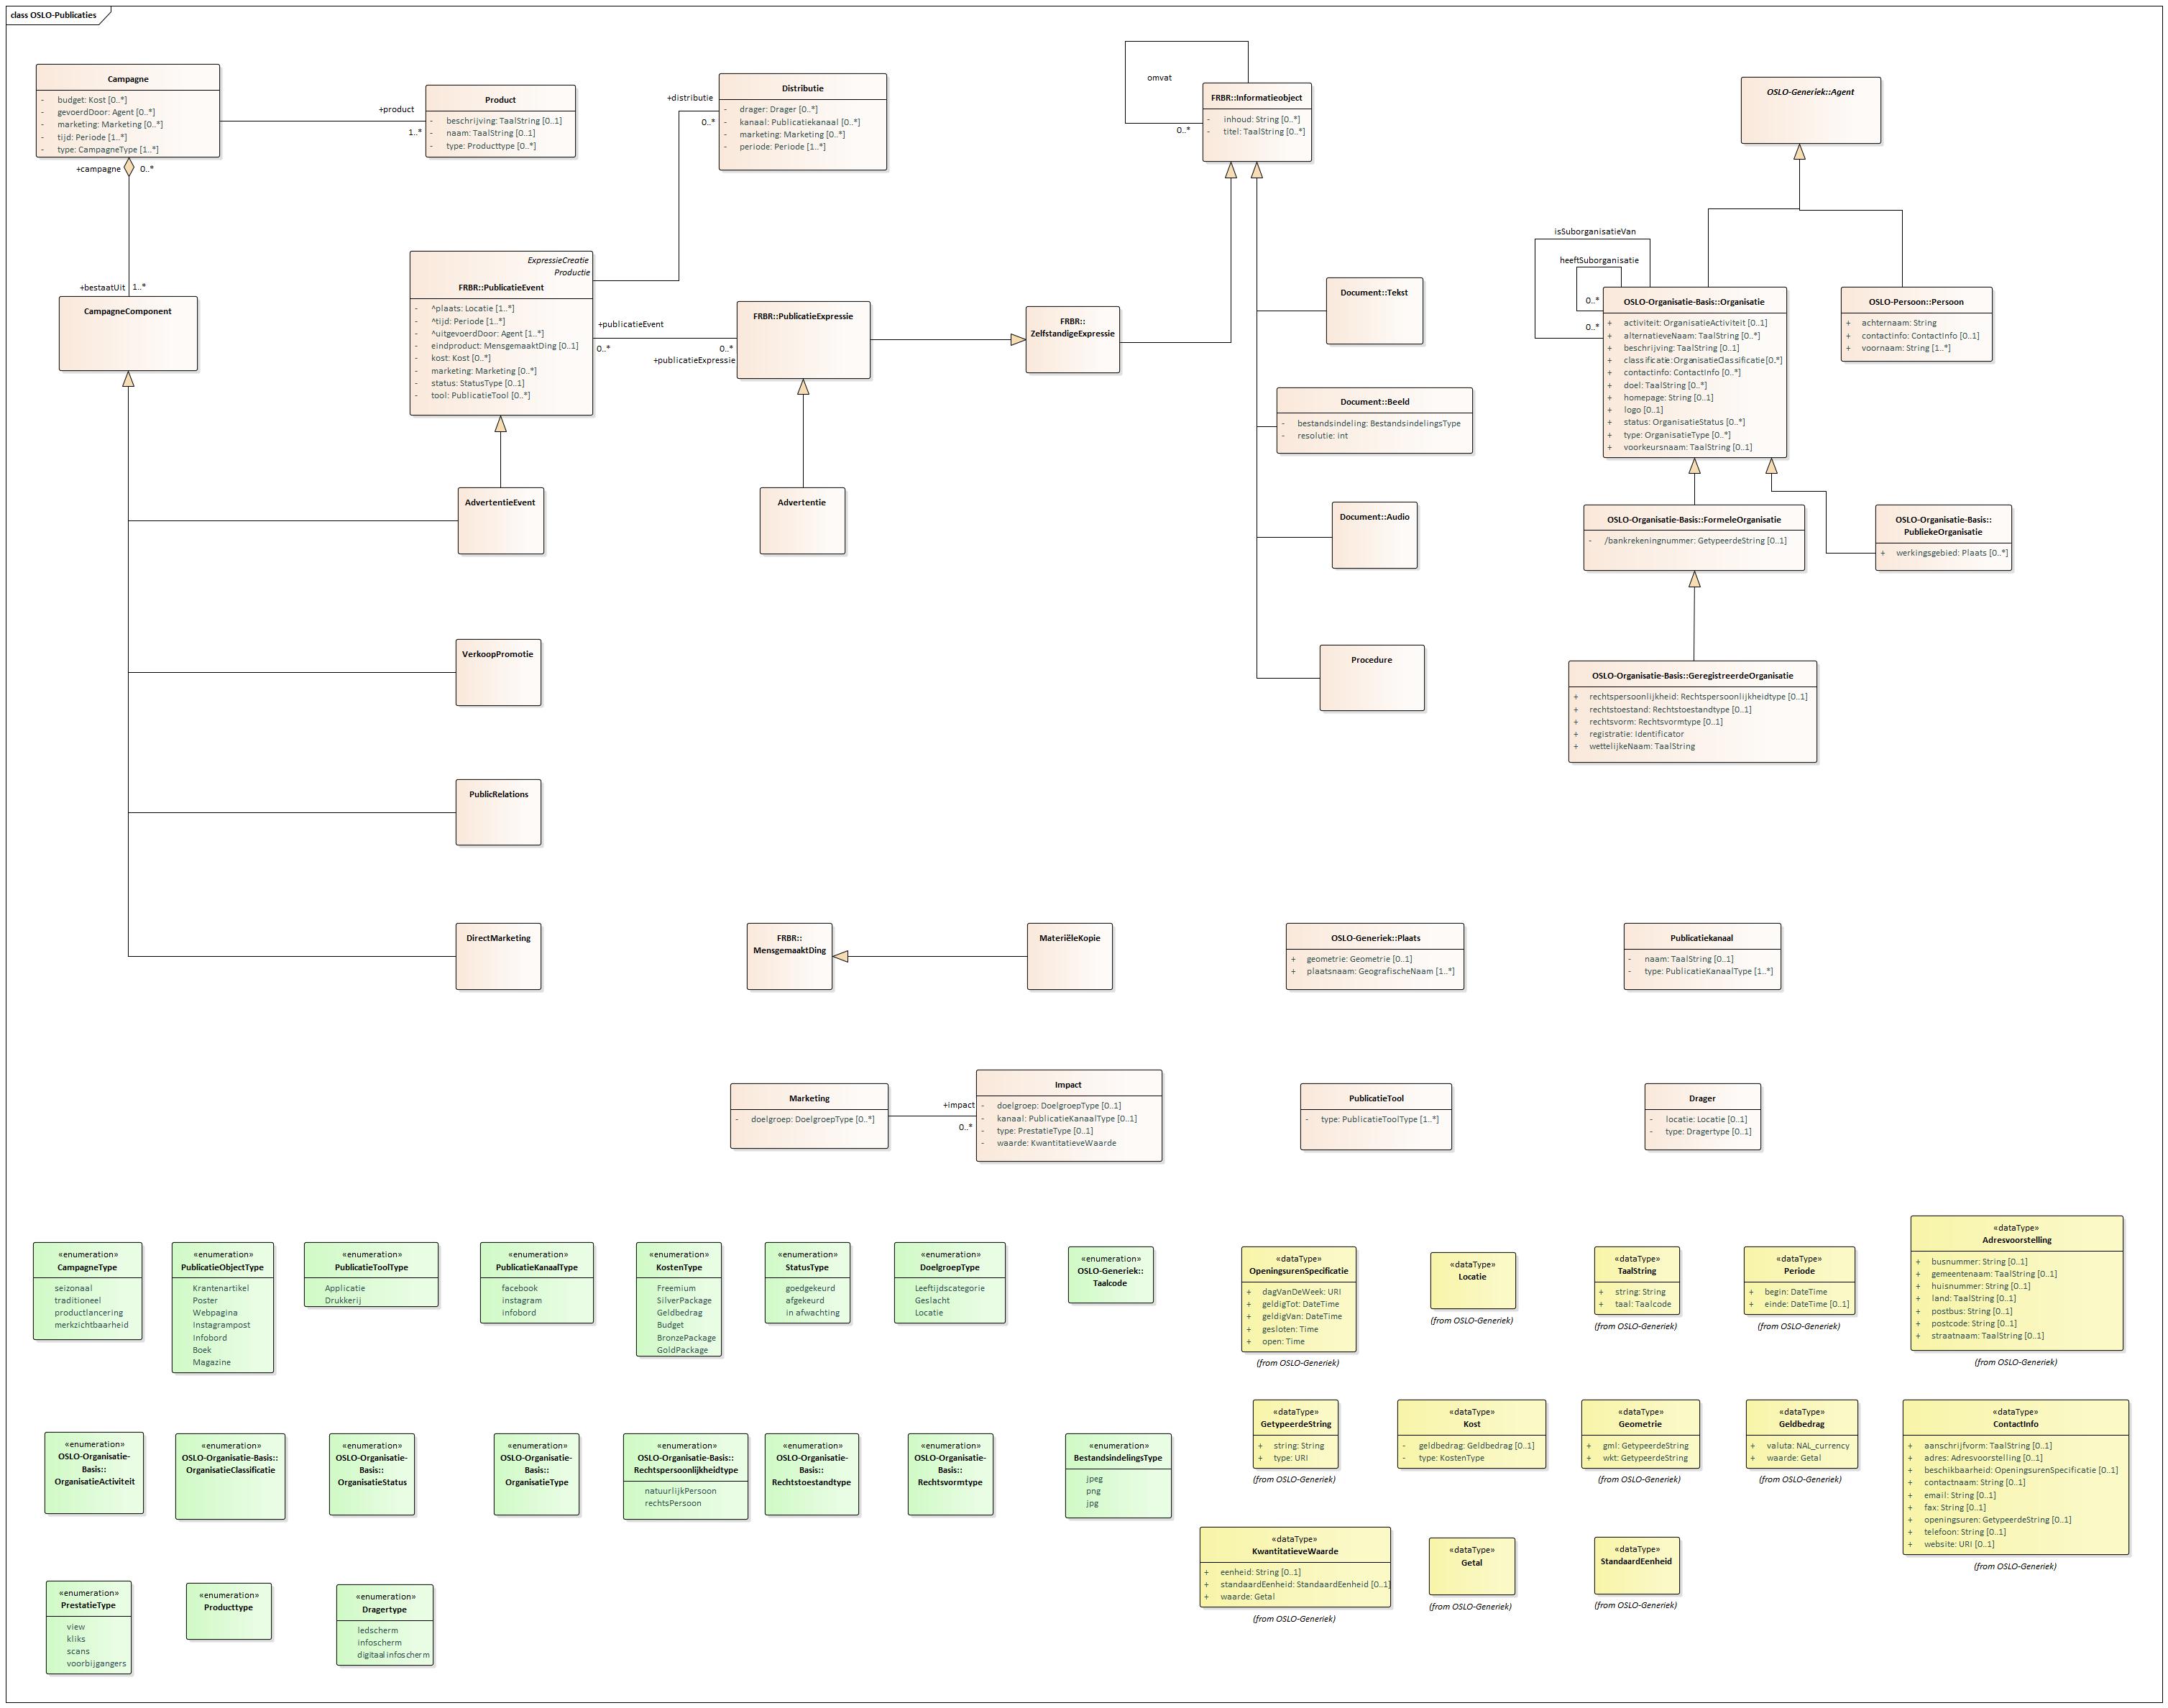 class OSLO-Publicaties
Campagne
- budget: Kost [0..*]
- gevoerdDoor: Agent [0..*]
- marketing: Marketing [0..*]
- tijd: Periode [1..*]
- type: CampagneType [1..*]
+campagne
0..*
+product
1..*
Product
- beschrijving: TaalString [0..1]
- naam: TaalString [0..1]
- type: Producttype [0..*]
+distributie
0..*
Distributie
- drager: Drager [0..*]
- kanaal: Publicatiekanaal [0..*]
- marketing: Marketing [0..*]
- periode: Periode [1..*]
omvat
0..*
FRBR::Informatieobject
- inhoud: String [0..*]
- titel: TaalString [0..*]
OSLO-Generiek::Agent
+bestaatUit
1..*
CampagneComponent
ExpressieCreatie
Productie
FRBR::PublicatieEvent
- ^plaats: Locatie [1..*]
- ^tijd: Periode [1..*]
- ^uitgevoerdDoor: Agent [1..*]
- eindproduct: MensgemaaktDing [0..1]
- kost: Kost [0..*]
- marketing: Marketing [0..*]
- status: StatusType [0..1]
- tool: PublicatieTool [0..*]
+publicatieEvent
0..*
0..*
+publicatieExpressie
FRBR::PublicatieExpressie
FRBR::
ZelfstandigeExpressie
Document::Tekst
Document::Beeld
- bestandsindeling: BestandsindelingsType
- resolutie: int
Document::Audio
Procedure
isSuborganisatieVan
heeftSuborganisatie
0..*
0..*
OSLO-Organisatie-Basis::Organisatie
+ activiteit: OrganisatieActiviteit [0..1]
+ alternatieveNaam: TaalString [0..*]
+ beschrijving: TaalString [0..1]
+ classificatie: OrganisatieClassificatie [0..*]
+ contactinfo: ContactInfo [0..*]
+ doel: TaalString [0..*]
+ homepage: String [0..1]
+ logo [0..1]
+ status: OrganisatieStatus [0..*]
+ type: OrganisatieType [0..*]
+ voorkeursnaam: TaalString [0..1]
OSLO-Persoon::Persoon
+ achternaam: String
+ contactinfo: ContactInfo [0..1]
+ voornaam: String [1..*]
AdvertentieEvent
Advertentie
OSLO-Organisatie-Basis::FormeleOrganisatie
- /bankrekeningnummer: GetypeerdeString [0..1]
OSLO-Organisatie-Basis::
PubliekeOrganisatie
+ werkingsgebied: Plaats [0..*]
VerkoopPromotie
OSLO-Organisatie-Basis::GeregistreerdeOrganisatie
+ rechtspersoonlijkheid: Rechtspersoonlijkheidtype [0..1]
+ rechtstoestand: Rechtstoestandtype [0..1]
+ rechtsvorm: Rechtsvormtype [0..1]
+ registratie: Identificator
+ wettelijkeNaam: TaalString
PublicRelations
DirectMarketing
FRBR::
MensgemaaktDing
MateriëleKopie
OSLO-Generiek::Plaats
+ geometrie: Geometrie [0..1]
+ plaatsnaam: GeografischeNaam [1..*]
Publicatiekanaal
- naam: TaalString [0..1]
- type: PublicatieKanaalType [1..*]
Marketing
- doelgroep: DoelgroepType [0..*]
+impact
0..*
Impact
- doelgroep: DoelgroepType [0..1]
- kanaal: PublicatieKanaalType [0..1]
- type: PrestatieType [0..1]
- waarde: KwantitatieveWaarde
PublicatieTool
- type: PublicatieToolType [1..*]
Drager
- locatie: Locatie [0..1]
- type: Dragertype [0..1]
«enumeration»
CampagneType
seizonaal
traditioneel
productlancering
merkzichtbaarheid
«enumeration»
PublicatieObjectType
Krantenartikel
Poster
Webpagina
Instagrampost
Infobord
Boek
Magazine
«enumeration»
PublicatieToolType
Applicatie
Drukkerij
«enumeration»
PublicatieKanaalType
facebook
instagram
infobord
«enumeration»
KostenType
Freemium
SilverPackage
Geldbedrag
Budget
BronzePackage
GoldPackage
«enumeration»
StatusType
goedgekeurd
afgekeurd
in afwachting
«enumeration»
DoelgroepType
Leeftijdscategorie
Geslacht
Locatie
«enumeration»
OSLO-Generiek::
Taalcode
«dataType»
OpeningsurenSpecificatie
+ dagVanDeWeek: URI
+ geldigTot: DateTime
+ geldigVan: DateTime
+ gesloten: Time
+ open: Time
(from OSLO-Generiek)
«dataType»
Locatie
(from OSLO-Generiek)
«dataType»
TaalString
+ string: String
+ taal: Taalcode
(from OSLO-Generiek)
«dataType»
Periode
+ begin: DateTime
+ einde: DateTime [0..1]
(from OSLO-Generiek)
«dataType»
Adresvoorstelling
+ busnummer: String [0..1]
+ gemeentenaam: TaalString [0..1]
+ huisnummer: String [0..1]
+ land: TaalString [0..1]
+ postbus: String [0..1]
+ postcode: String [0..1]
+ straatnaam: TaalString [0..1]
(from OSLO-Generiek)
«enumeration»
OSLO-Organisatie-
Basis::
OrganisatieActiviteit
«enumeration»
OSLO-Organisatie-Basis::
OrganisatieClassificatie
«enumeration»
OSLO-Organisatie-
Basis::
OrganisatieStatus
«enumeration»
OSLO-Organisatie-
Basis::
OrganisatieType
«enumeration»
OSLO-Organisatie-Basis::
Rechtspersoonlijkheidtype
natuurlijkPersoon
rechtsPersoon
«enumeration»
OSLO-Organisatie-
Basis::
Rechtstoestandtype
«enumeration»
OSLO-Organisatie-
Basis::
Rechtsvormtype
«enumeration»
BestandsindelingsType
jpeg
png
jpg
«dataType»
GetypeerdeString
+ string: String
+ type: URI
(from OSLO-Generiek)
«dataType»
Kost
- geldbedrag: Geldbedrag [0..1]
- type: KostenType
«dataType»
Geometrie
+ gml: GetypeerdeString
+ wkt: GetypeerdeString
(from OSLO-Generiek)
«dataType»
Geldbedrag
+ valuta: NAL_currency
+ waarde: Getal
(from OSLO-Generiek)
«dataType»
ContactInfo
+ aanschrijfvorm: TaalString [0..1]
+ adres: Adresvoorstelling [0..1]
+ beschikbaarheid: OpeningsurenSpecificatie [0..1]
+ contactnaam: String [0..1]
+ email: String [0..1]
+ fax: String [0..1]
+ openingsuren: GetypeerdeString [0..1]
+ telefoon: String [0..1]
+ website: URI [0..1]
(from OSLO-Generiek)
«enumeration»
PrestatieType
view
kliks
scans
voorbijgangers
«enumeration»
Producttype
«enumeration»
Dragertype
ledscherm
infoscherm
digitaal infoscherm
«dataType»
KwantitatieveWaarde
+ eenheid: String [0..1]
+ standaardEenheid: StandaardEenheid [0..1]
+ waarde: Getal
(from OSLO-Generiek)
«dataType»
Getal
(from OSLO-Generiek)
«dataType»
StandaardEenheid
(from OSLO-Generiek)